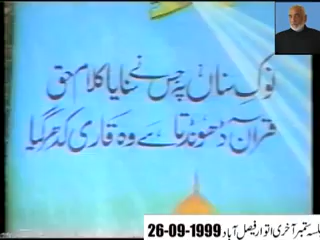 نوکِ سناں پہ جس نے سنایا کلامِ حق
قرآں ڈھونڈتا ہے وہ قاری کدھر گیا
جلسہ ستمبر آخری اتوار فیصل آباد 26-09-1999